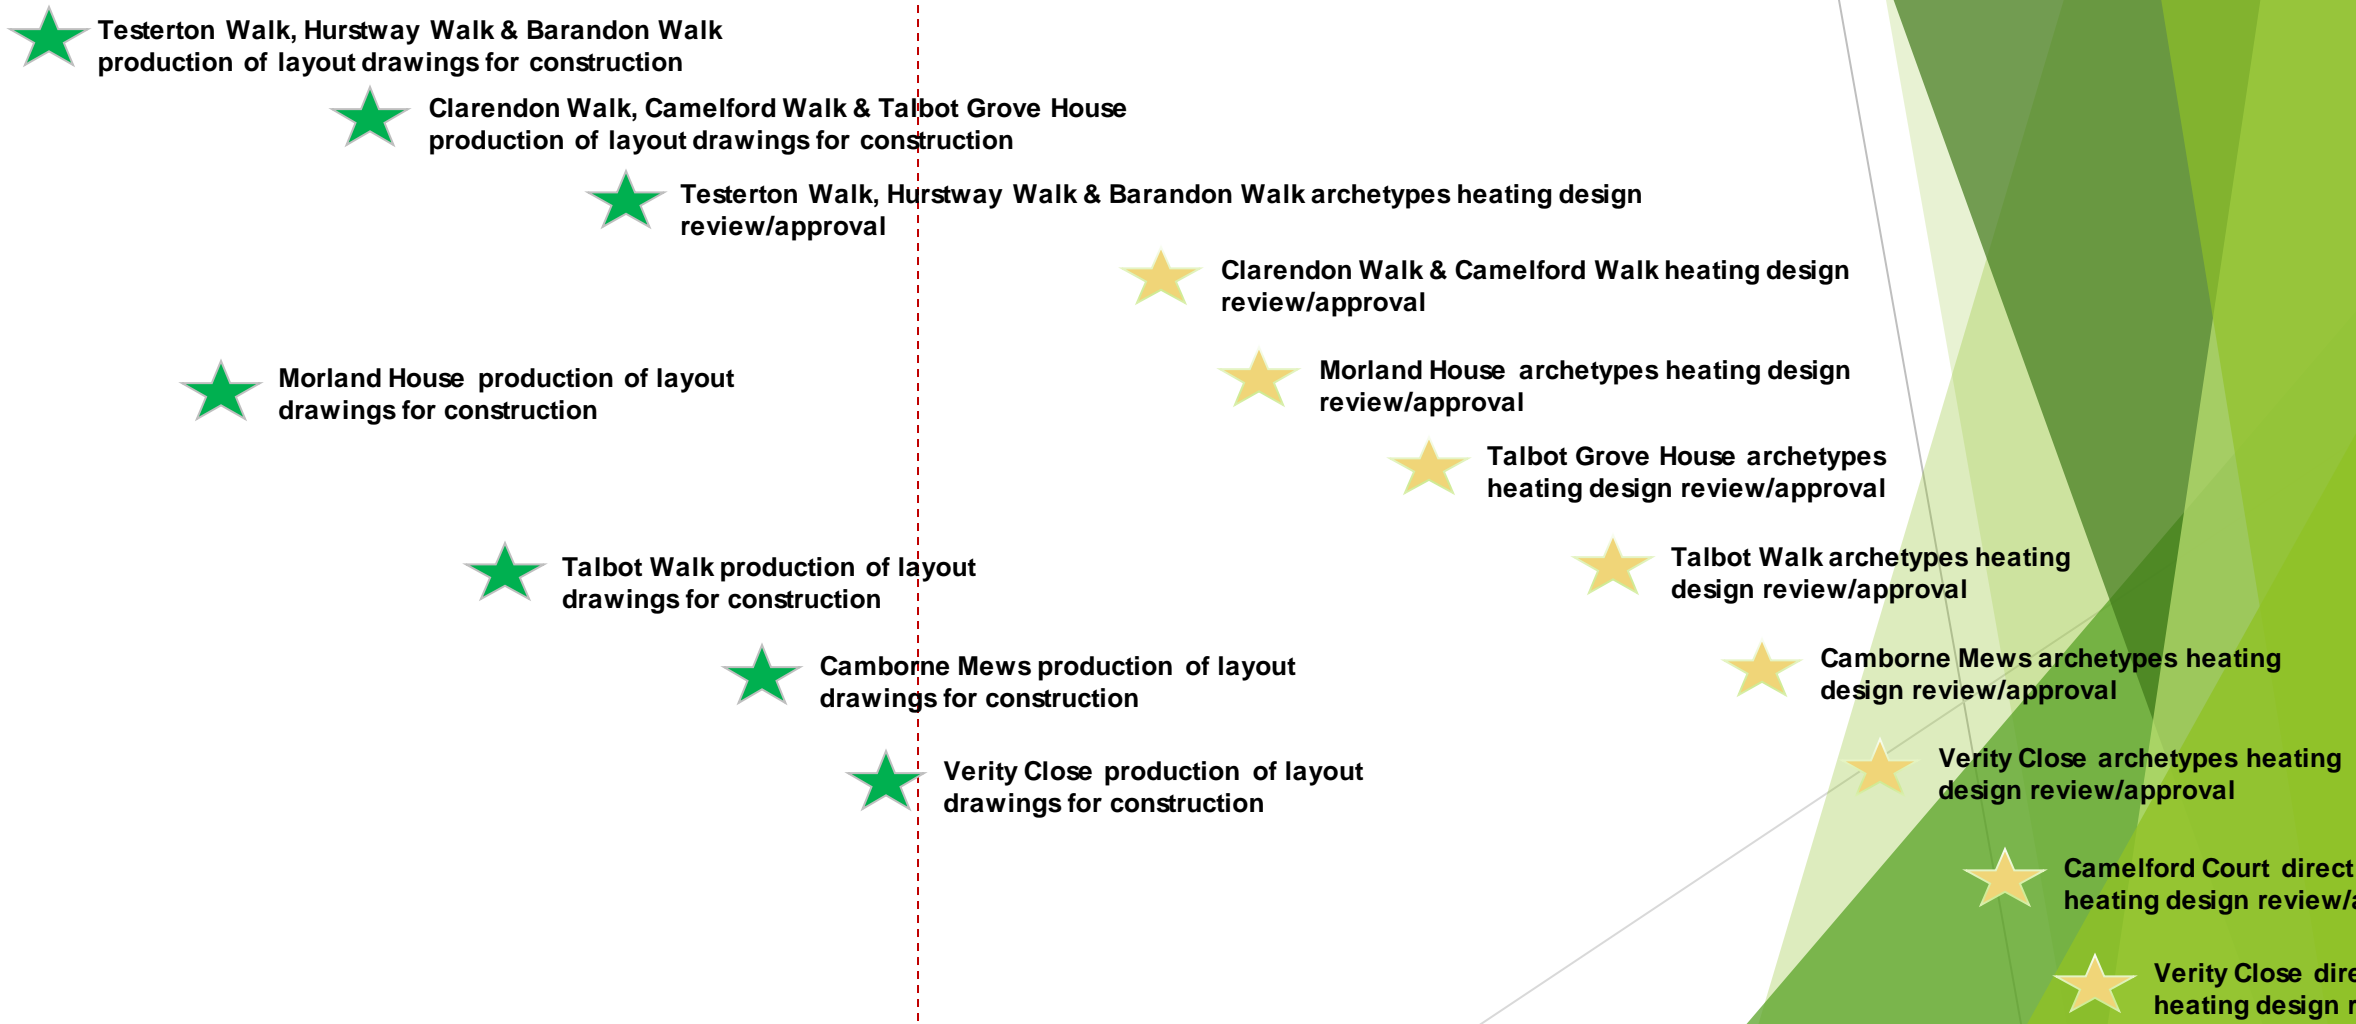 Testerton Walk, Hurstway Walk & Barandon Walk
production of layout drawings for construction
Clarendon Walk, Camelford Walk & Talbot Grove House
production of layout drawings for construction
Testerton Walk, Hurstway Walk & Barandon Walk archetypes heating design
review/approval
Clarendon Walk & Camelford Walk heating design
review/approval
Morland House production of layout
drawings for construction
Morland House archetypes heating design
review/approval
Talbot Grove House archetypes
heating design review/approval
Talbot Walk production of layout
drawings for construction
Talbot Walk archetypes heating
design review/approval
Camborne Mews production of layout
drawings for construction
Camborne Mews archetypes heating
design review/approval
Verity Close production of layout
drawings for construction
Verity Close archetypes heating
design review/approval
Camelford Court direct
heating design review/
Verity Close
heating design